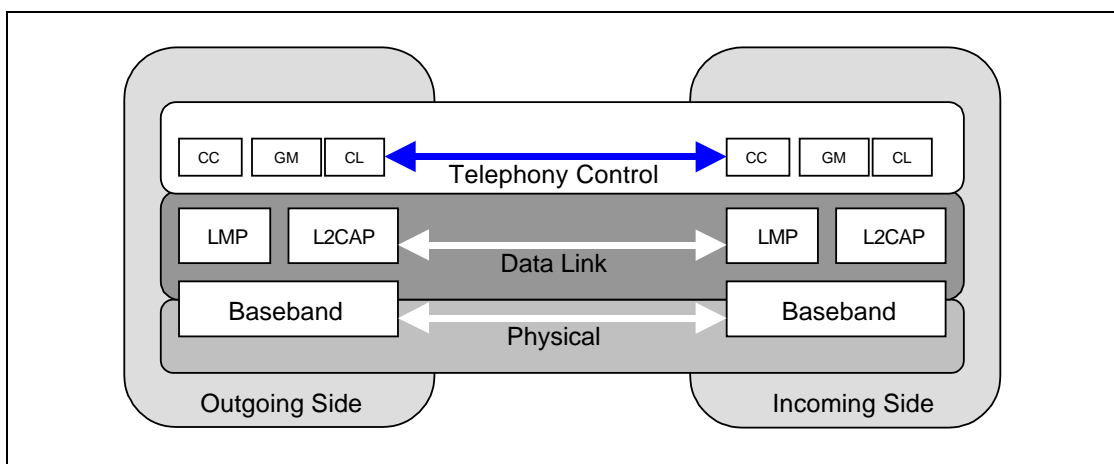 CC GM CL CC GM CL
Telephony Control
LMP L2CAP LMP L2CAP
Data Link
Baseband Baseband
Physical
Outgoing Side Incoming Side